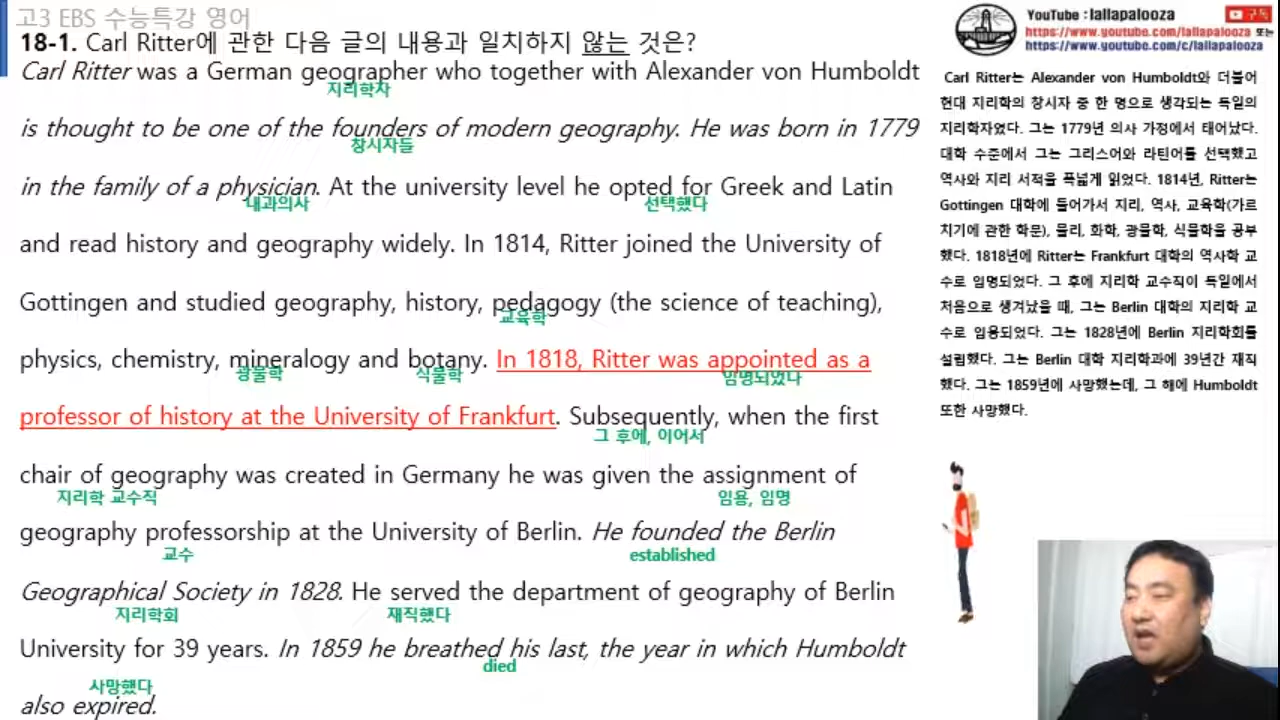 고3 EBS 수능특강 영어
18-1. Carl Ritter에 관한 다음 글의 내용과 일치하지 않는 것은?
Carl Ritter was a German geographer who together with Alexander von Humboldt
지리학자
is thought to be one of the founders of modern geography. He was born in 1779
창시자들
in the family of a physician. At the university level he opted for Greek and Latin
내과의사 선택했다
and read history and geography widely. In 1814, Ritter joined the University of
Gottingen and studied geography, history, pedagogy (the science of teaching),
교육학
physics, chemistry, mineralogy and botany. In 1818, Ritter was appointed as a
광물학 식물학 임명되었다
professor of history at the University of Frankfurt. Subsequently, when the first
그 후에, 이어서
chair of geography was created in Germany he was given the assignment of
지리학 교수직 임용, 임명
geography professorship at the University of Berlin. He founded the Berlin
교수 established
Geographical Society in 1828. He served the department of geography of Berlin
지리학회 재직했다
University for 39 years. In 1859 he breathed his last, the year in which Humboldt
died
사망했다
also expired.
YouTube : lallapalooza 구독
https://www.youtube.com/lallapalooza 또는
https://www.youtube.com/c/lallapalooza
Carl Ritter는 Alexander von Humboldt와 더불어
현대 지리학의 창시자 중 한 명으로 생각되는 독일의
지리학자였다. 그는 1779년 의사 가정에서 태어났다.
대학 수준에서 그는 그리스어와 라틴어를 선택했고
역사와 지리 서적을 폭넓게 읽었다. 1814년, Ritter는
Gottingen 대학에 들어가서 지리, 역사, 교육학(가르
치기에 관한 학문), 물리, 화학, 광물학, 식물학을 공부
했다. 1818년에 Ritter는 Frankfurt 대학의 역사학 교
수로 임명되었다. 그 후에 지리학 교수직이 독일에서
처음으로 생겨났을 때, 그는 Berlin 대학의 지리학 교
수로 임용되었다. 그는 1828년에 Berlin 지리학회를
설립했다. 그는 Berlin 대학 지리학과에 39년간 재직
했다. 그는 1859년에 사망했는데, 그 해에 Humboldt
또한 사망했다.